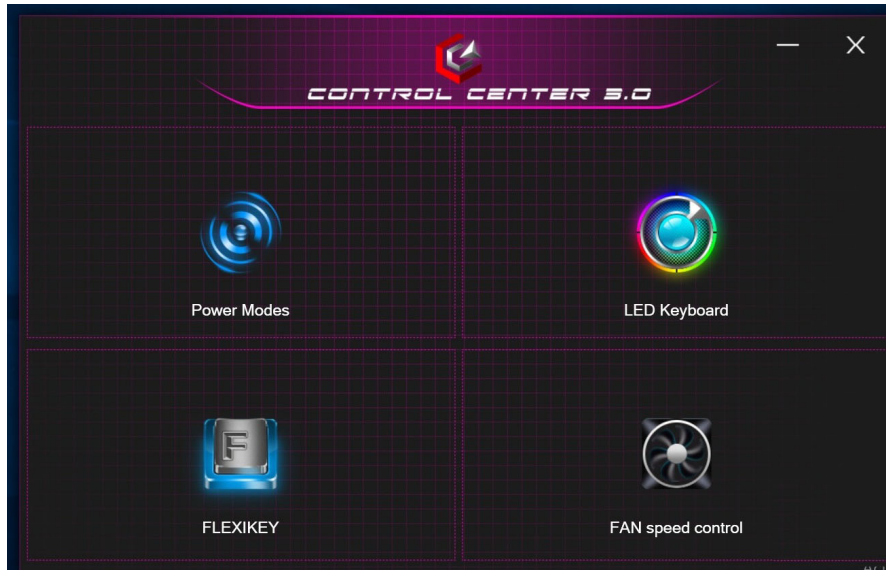 CONTROL CENTER 3.0
Power Modes
LED Keyboard
F
FLEXIKEY
FAN speed control